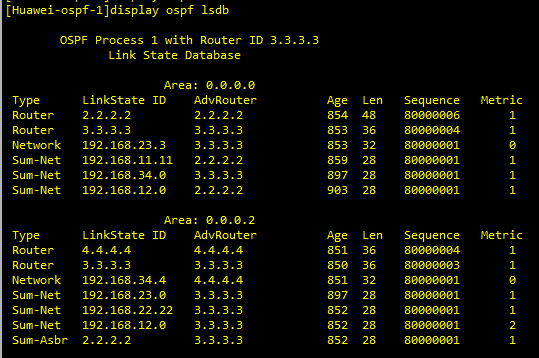 [Huawei-ospf-1]display ospf lsdb
OSPF Process 1 with Router ID 3.3.3.3
Link State Database
Area: 0.0.0.0
Type LinkState ID AdvRouter Age Len Sequence Metric
Router 2.2.2.2 2.2.2.2 854 48 80000006 1
Router 3.3.3.3 3.3.3.3 853 36 80000004 1
Network 192.168.23.3 3.3.3.3 853 32 80000001 0
Sum-Net 192.168.11.11 2.2.2.2 859 28 80000001 1
Sum-Net 192.168.34.0 3.3.3.3 897 28 80000001 1
Sum-Net 192.168.12.0 2.2.2.2 903 28 80000001 1
Area: 0.0.0.2
Type LinkState ID AdvRouter Age Len Sequence Metric
Router 4.4.4.4 4.4.4.4 851 36 80000004 1
Router 3.3.3.3 3.3.3.3 850 36 80000003 1
Network 192.168.34.4 4.4.4.4 851 32 80000001 0
Sum-Net 192.168.23.0 3.3.3.3 897 28 80000001 1
Sum-Net 192.168.22.22 3.3.3.3 852 28 80000001 1
Sum-Net 192.168.12.0 3.3.3.3 852 28 80000001 2
Sum-Asbr 2.2.2.2 3.3.3.3 852 28 80000001 1